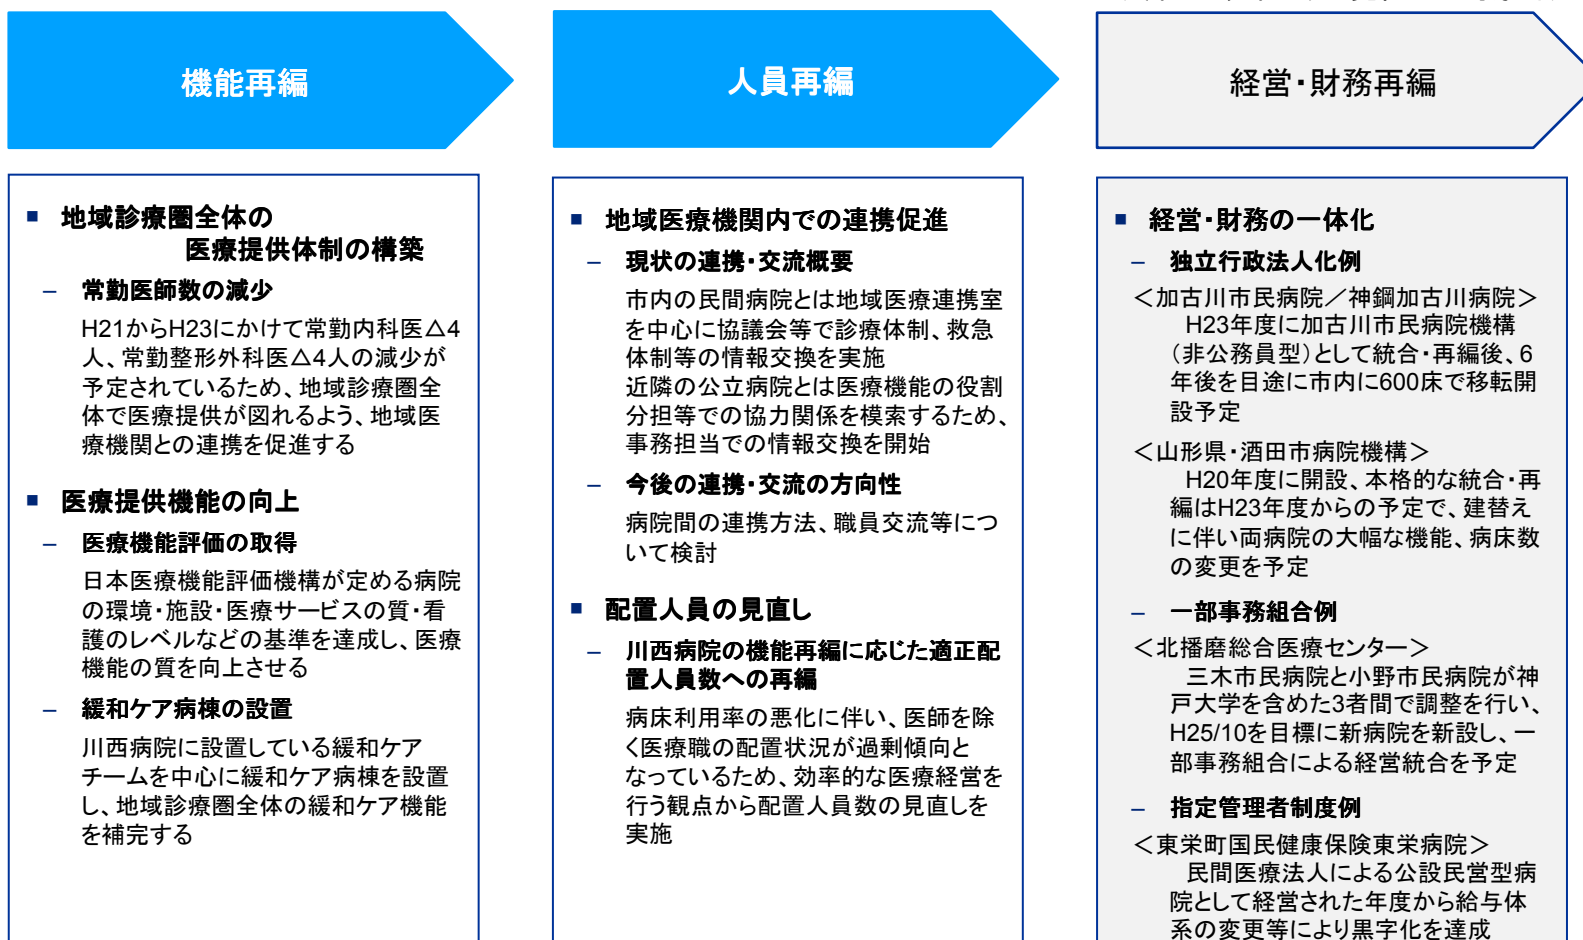 機能再編
■ 地域診療圏全体の
医療提供体制の構築
－ 常勤医師数の減少
H21からH23にかけて常勤内科医△4
人、常勤整形外科医△4人の減少が
予定されているため、地域診療圏全
体で医療提供が図れるよう、地域医
療機関との連携を促進する
■ 医療提供機能の向上
－ 医療機能評価の取得
日本医療機能評価機構が定める病院
の環境・施設・医療サービスの質・看
護のレベルなどの基準を達成し、医療
機能の質を向上させる
－ 緩和ケア病棟の設置
川西病院に設置している緩和ケア
チームを中心に緩和ケア病棟を設置
し、地域診療圏全体の緩和ケア機能
を補完する
人員再編
■ 地域医療機関内での連携促進
－ 現状の連携・交流概要
市内の民間病院とは地域医療連携室
を中心に協議会等で診療体制、救急
体制等の情報交換を実施
近隣の公立病院とは医療機能の役割
分担等での協力関係を模索するため、
事務担当での情報交換を開始
－ 今後の連携・交流の方向性
病院間の連携方法、職員交流等につ
いて検討
■ 配置人員の見直し
－ 川西病院の機能再編に応じた適正配
置人員数への再編
病床利用率の悪化に伴い、医師を除
く医療職の配置状況が過剰傾向と
なっているため、効率的な医療経営を
行う観点から配置人員数の見直しを
実施
経営・財務再編
■ 経営・財務の一体化
－ 独立行政法人化例
＜加古川市民病院／神鋼加古川病院＞
H23年度に加古川市民病院機構
（非公務員型）として統合・再編後、6
年後を目途に市内に600床で移転開
設予定
＜山形県・酒田市病院機構＞
H20年度に開設、本格的な統合・再
編はH23年度からの予定で、建替え
に伴い両病院の大幅な機能、病床数
の変更を予定
－ 一部事務組合例
＜北播磨総合医療センター＞
三木市民病院と小野市民病院が神
戸大学を含めた3者間で調整を行い、
H25/10を目標に新病院を新設し、一
部事務組合による経営統合を予定
－ 指定管理者制度例
＜東栄町国民健康保険東栄病院＞
民間医療法人による公設民営型病
院として経営された年度から給与体
系の変更等により黒字化を達成